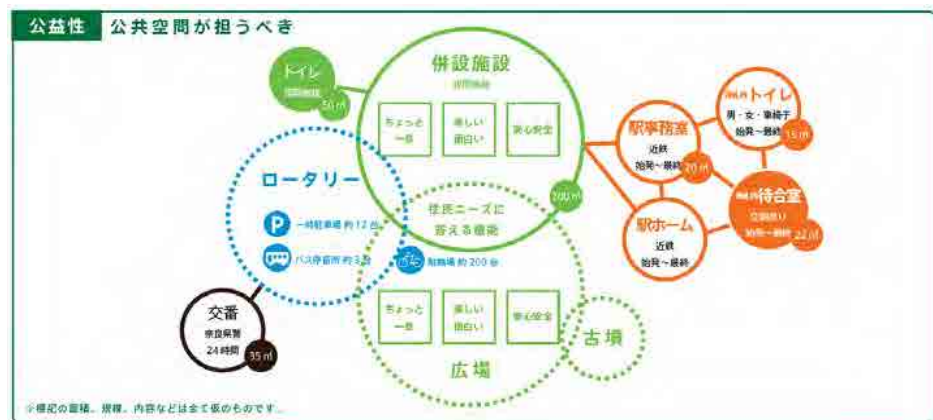 公益性 公共空間が担うべき
トイレ
50㎡
併設施設
ちょっと
一息
楽しい
面白い
安心安全
200㎡
住民ニーズに
答える機能
ロータリー
P 一時駐車場 約12台
バス停留所 約3台
駐輪場 約200台
交番
奈良県警
24時間
35㎡
ちょっと
一息
楽しい
面白い
安心安全
広場
古墳
駅事務室
近鉄
始発～最終
20㎡
トイレ
男・女・車椅子
始発～最終
15㎡
待合室
空調有り
始発～最終
22㎡
駅ホーム
近鉄
始発～最終
※標記の面積、規模、内容などは全て仮のものです